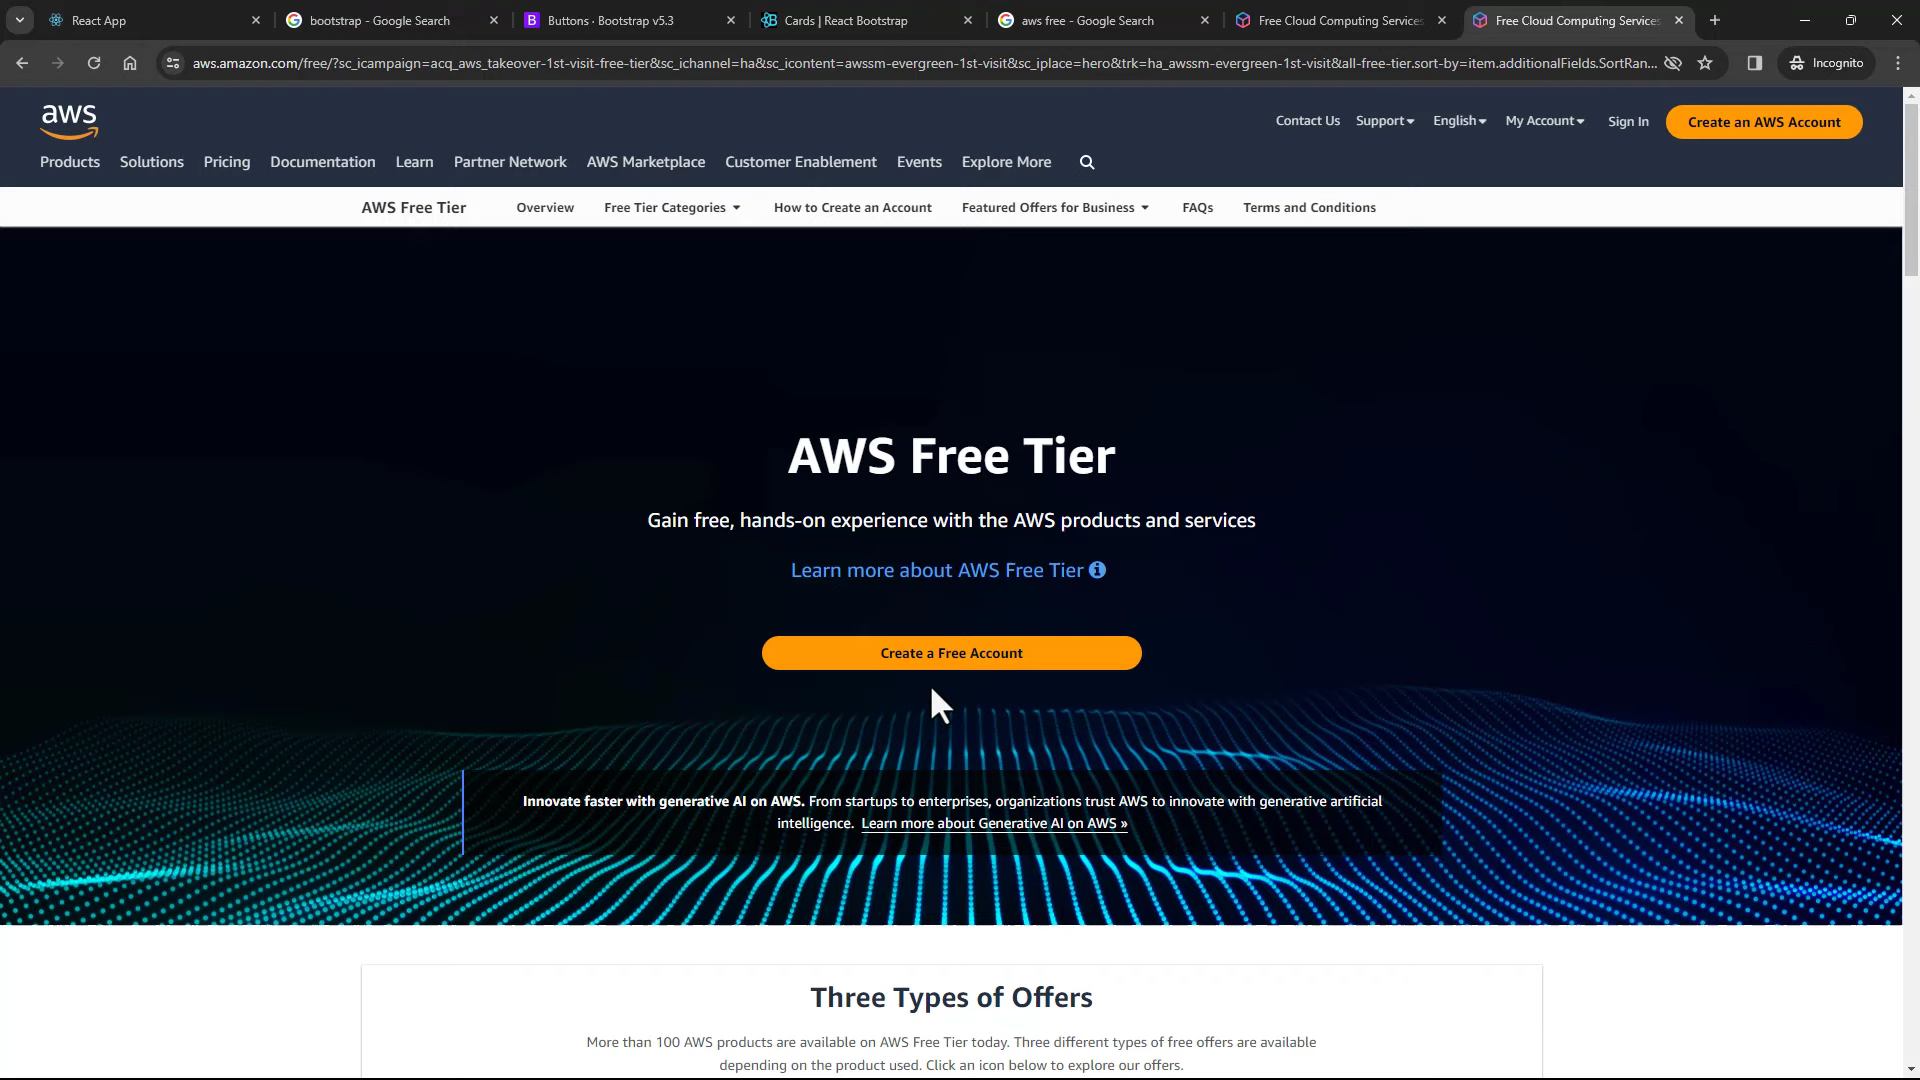 React App
bootstrap - Google Search
Buttons · Bootstrap v5.3
Cards | React Bootstrap
aws free - Google Search
Free Cloud Computing Services
Free Cloud Computing Services
aws.amazon.com/free/?sc_icampaign=acq_aws_takeover-1st-visit-free-tier&sc_ichannel=ha&sc_icontent=awssm-evergreen-1st-visit&sc_iplace=hero&trk=ha_awssm-evergreen-1st-visit&all-free-tier.sort-by=item.additionalFields.SortRan...
Incognito
aws
Contact Us
Support
English
My Account
Sign In
Create an AWS Account
Products
Solutions
Pricing
Documentation
Learn
Partner Network
AWS Marketplace
Customer Enablement
Events
Explore More
AWS Free Tier
Overview
Free Tier Categories
How to Create an Account
Featured Offers for Business
FAQs
Terms and Conditions
AWS Free Tier
Gain free, hands-on experience with the AWS products and services
Learn more about AWS Free Tier
Create a Free Account
Innovate faster with generative AI on AWS. From startups to enterprises, organizations trust AWS to innovate with generative artificial
intelligence. Learn more about Generative AI on AWS »
Three Types of Offers
More than 100 AWS products are available on AWS Free Tier today. Three different types of free offers are available
depending on the product used. Click an icon below to explore our offers.